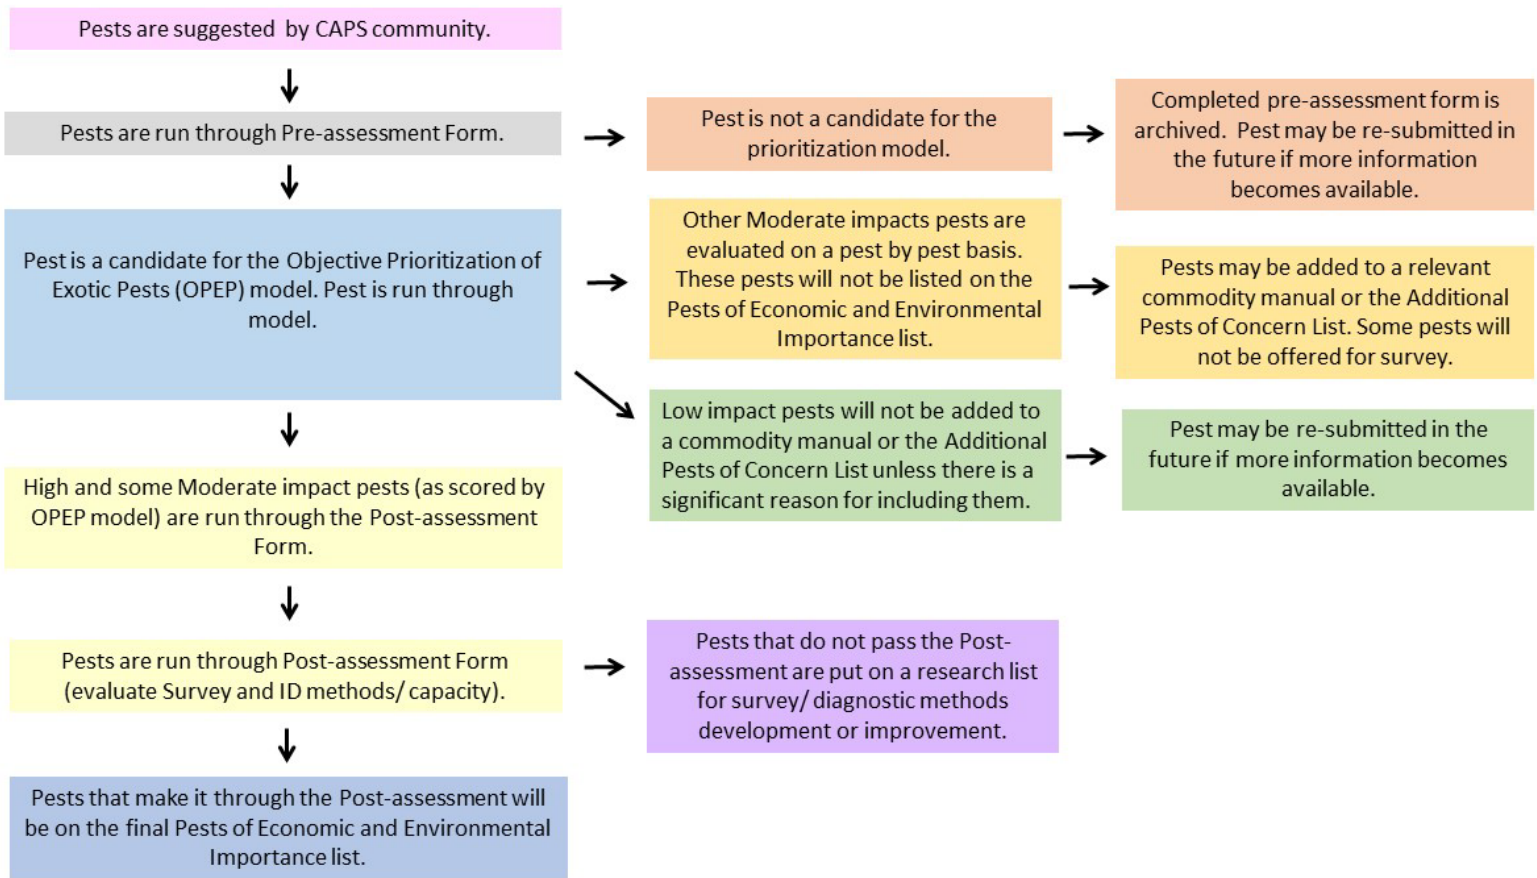 Pests are suggested by CAPS community.
Pests are run through Pre-assessment Form.
Pest is not a candidate for the
prioritization model.
Completed pre-assessment form is
archived. Pest may be re-submitted in
the future if more information
becomes available.
Pest is a candidate for the Objective Prioritization of
Exotic Pests (OPEP) model. Pest is run through
model.
Other Moderate impacts pests are
evaluated on a pest by pest basis.
These pests will not be listed on the
Pests of Economic and Environmental
Importance list.
Pests may be added to a relevant
commodity manual or the Additional
Pests of Concern List. Some pests will
not be offered for survey.
Low impact pests will not be added to
a commodity manual or the Additional
Pests of Concern List unless there is a
significant reason for including them.
Pest may be re-submitted in the
future if more information becomes
available.
High and some Moderate impact pests (as scored by
OPEP model) are run through the Post-assessment
Form.
Pests are run through Post-assessment Form
(evaluate Survey and ID methods/ capacity).
Pests that do not pass the Post-
assessment are put on a research list
for survey/ diagnostic methods
development or improvement.
Pests that make it through the Post-assessment will
be on the final Pests of Economic and Environmental
Importance list.